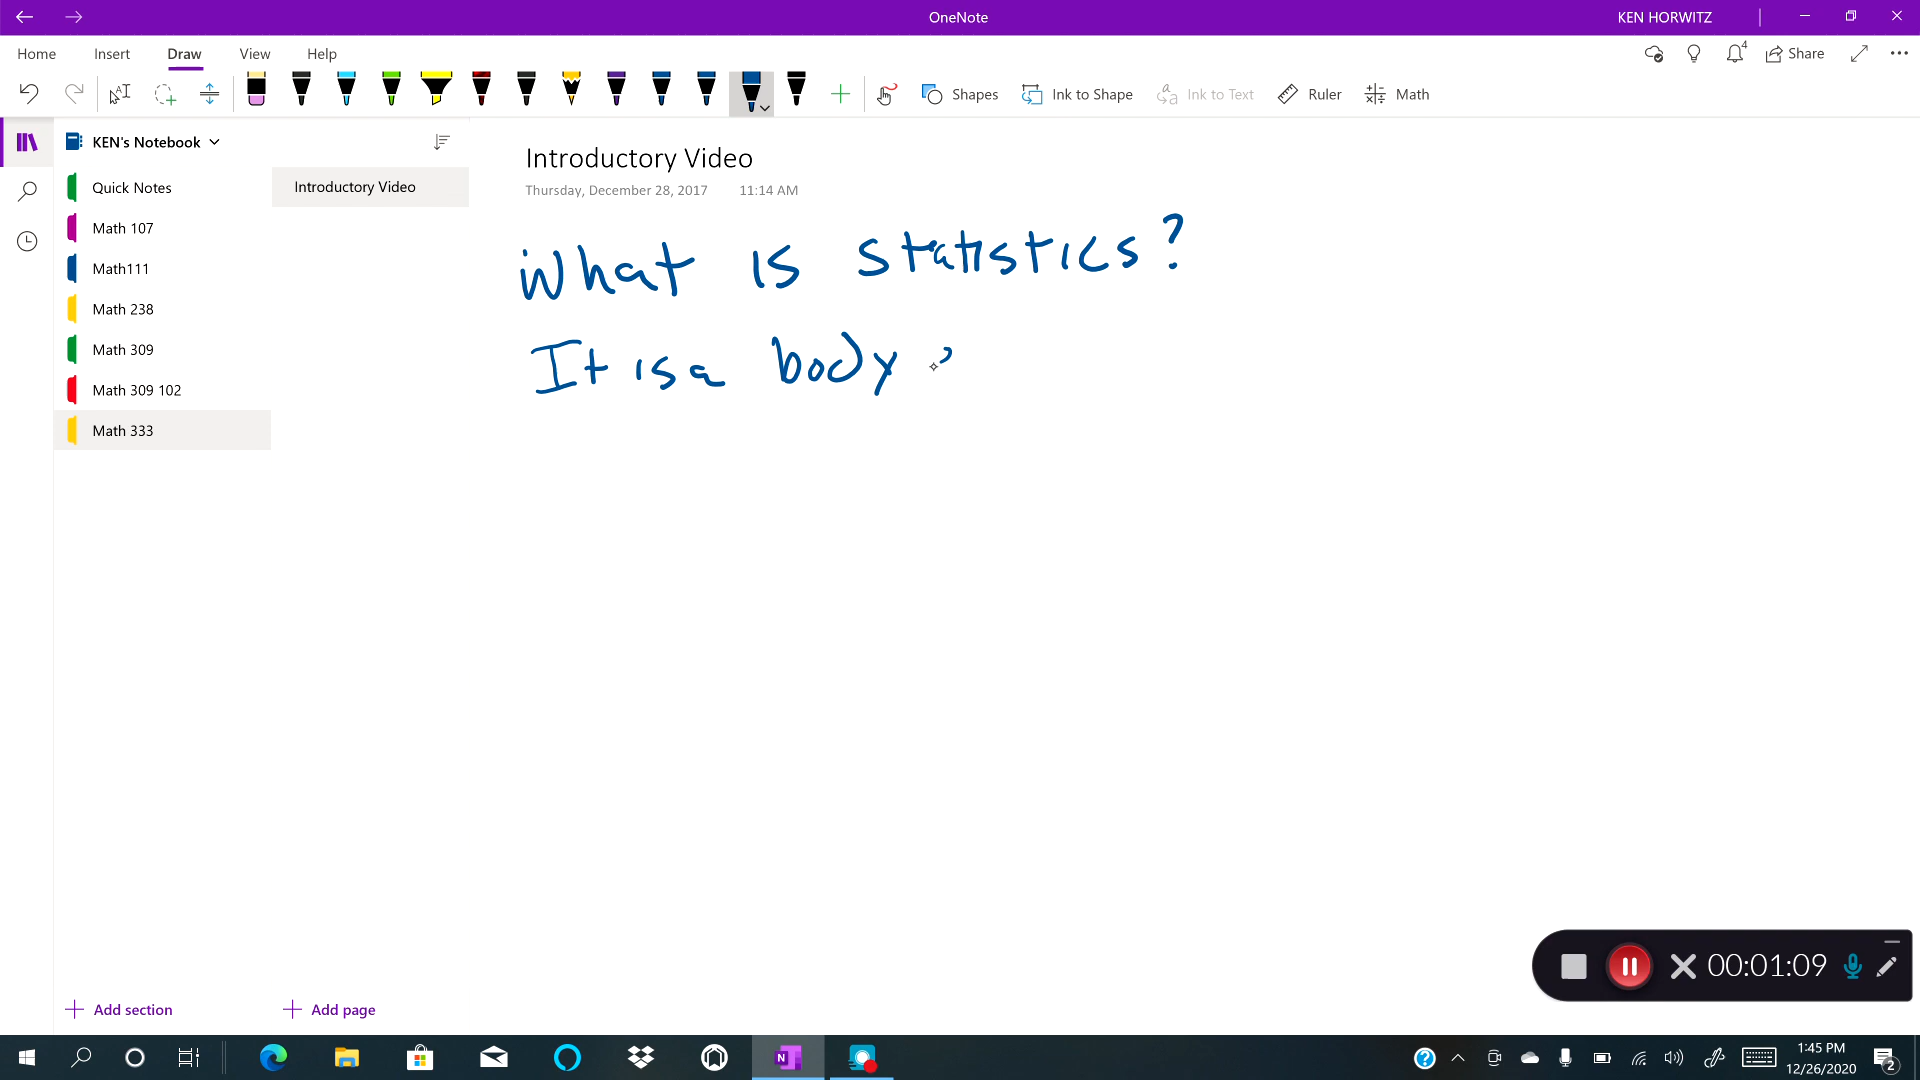 OneNote
KEN HORWITZ
Home Insert Draw View Help
4 Share
Shapes Ink to Shape Ink to Text Ruler Math
KEN's Notebook
Quick Notes
Math 107
Math111
Math 238
Math 309
Math 309 102
Math 333
Introductory Video
Introductory Video
Thursday, December 28, 2017 11:14 AM
What is statistics?
It is a body
00:01:09
Add section
Add page
1:45 PM
12/26/2020
2